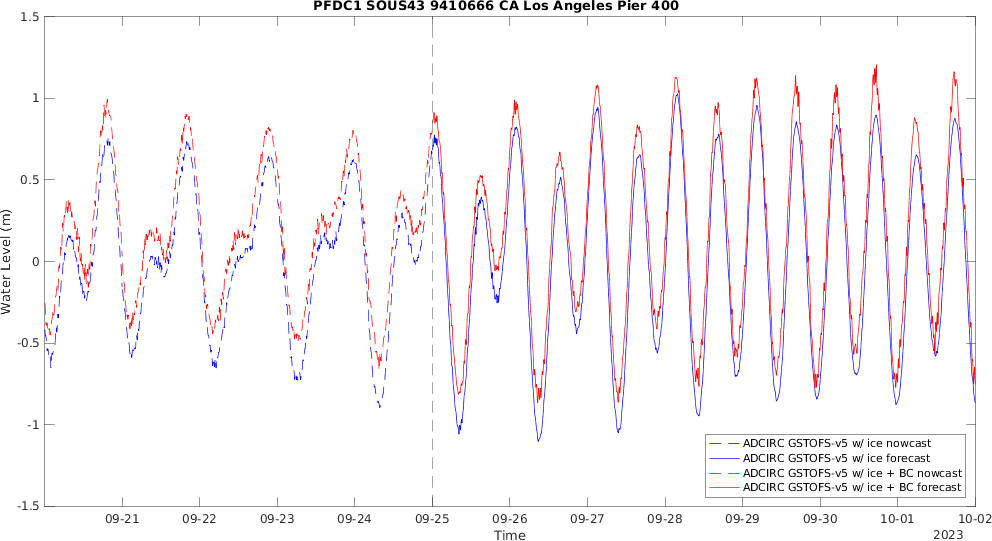 PFDC1 SOUS43 9410666 CA Los Angeles Pier 400
1.5
1
0.5
0
-0.5
-1
-1.5
Water Level (m)
ADCIRC GSTOFS-v5 w/ ice nowcast
ADCIRC GSTOFS-v5 w/ ice forecast
ADCIRC GSTOFS-v5 w/ ice + BC nowcast
ADCIRC GSTOFS-v5 w/ ice + BC forecast
09-21 09-22 09-23 09-24 09-25 09-26 09-27 09-28 09-29 09-30 10-01 10-02
Time
2023